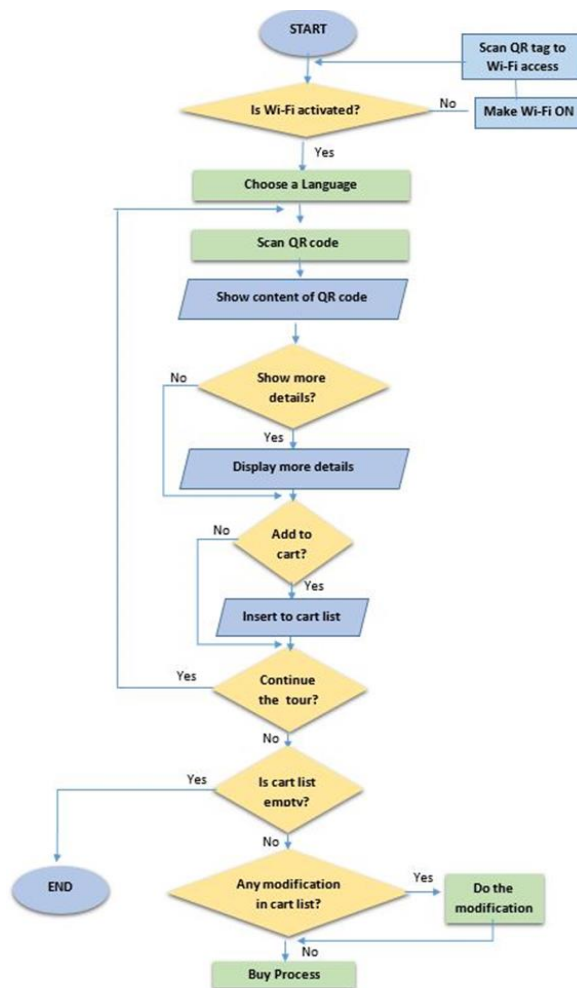 START
Scan QR tag to
Wi-Fi access
Is Wi-Fi activated?
No
Make Wi-Fi ON
Yes
Choose a Language
Scan QR code
Show content of QR code
No
Show more
details?
Yes
Display more details
No
Add to
cart?
Yes
Insert to cart list
Yes
Continue
the tour?
No
Yes
Is cart list
empty?
No
END
Any modification
in cart list?
Yes
Do the
modification
No
Buy Process